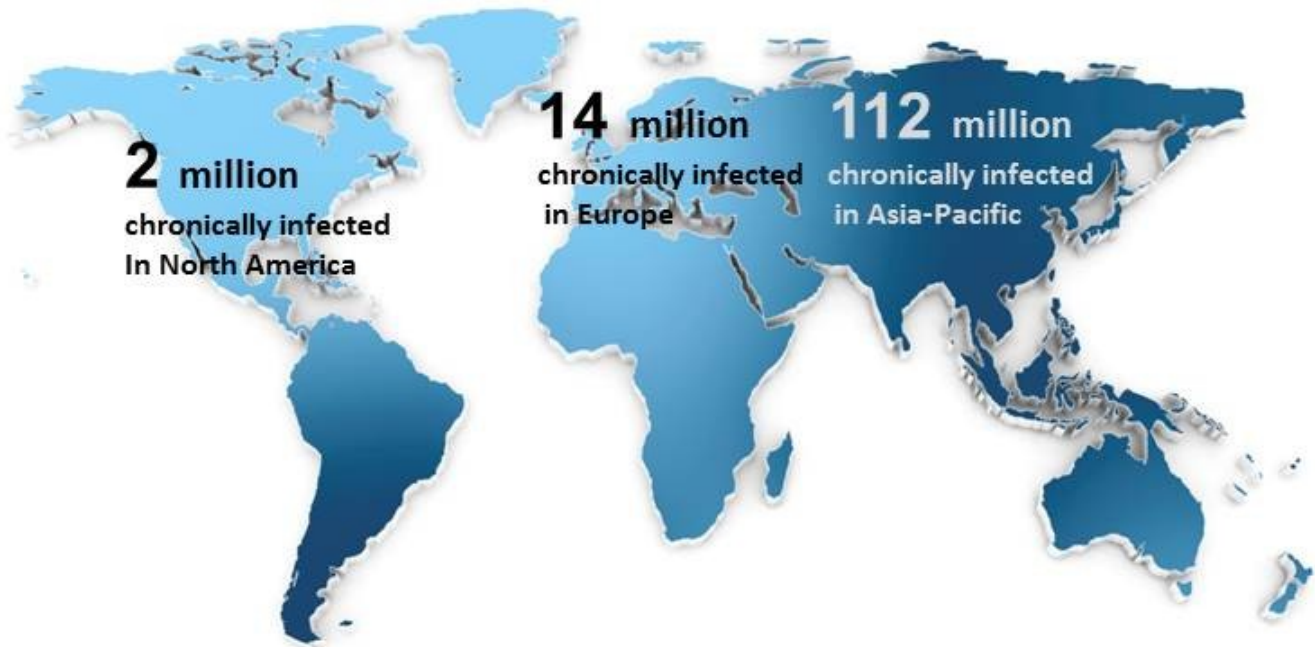 2 million
chronically infected
In North America
14 million
chronically infected
in Europe
112 million
chronically infected
in Asia-Pacific